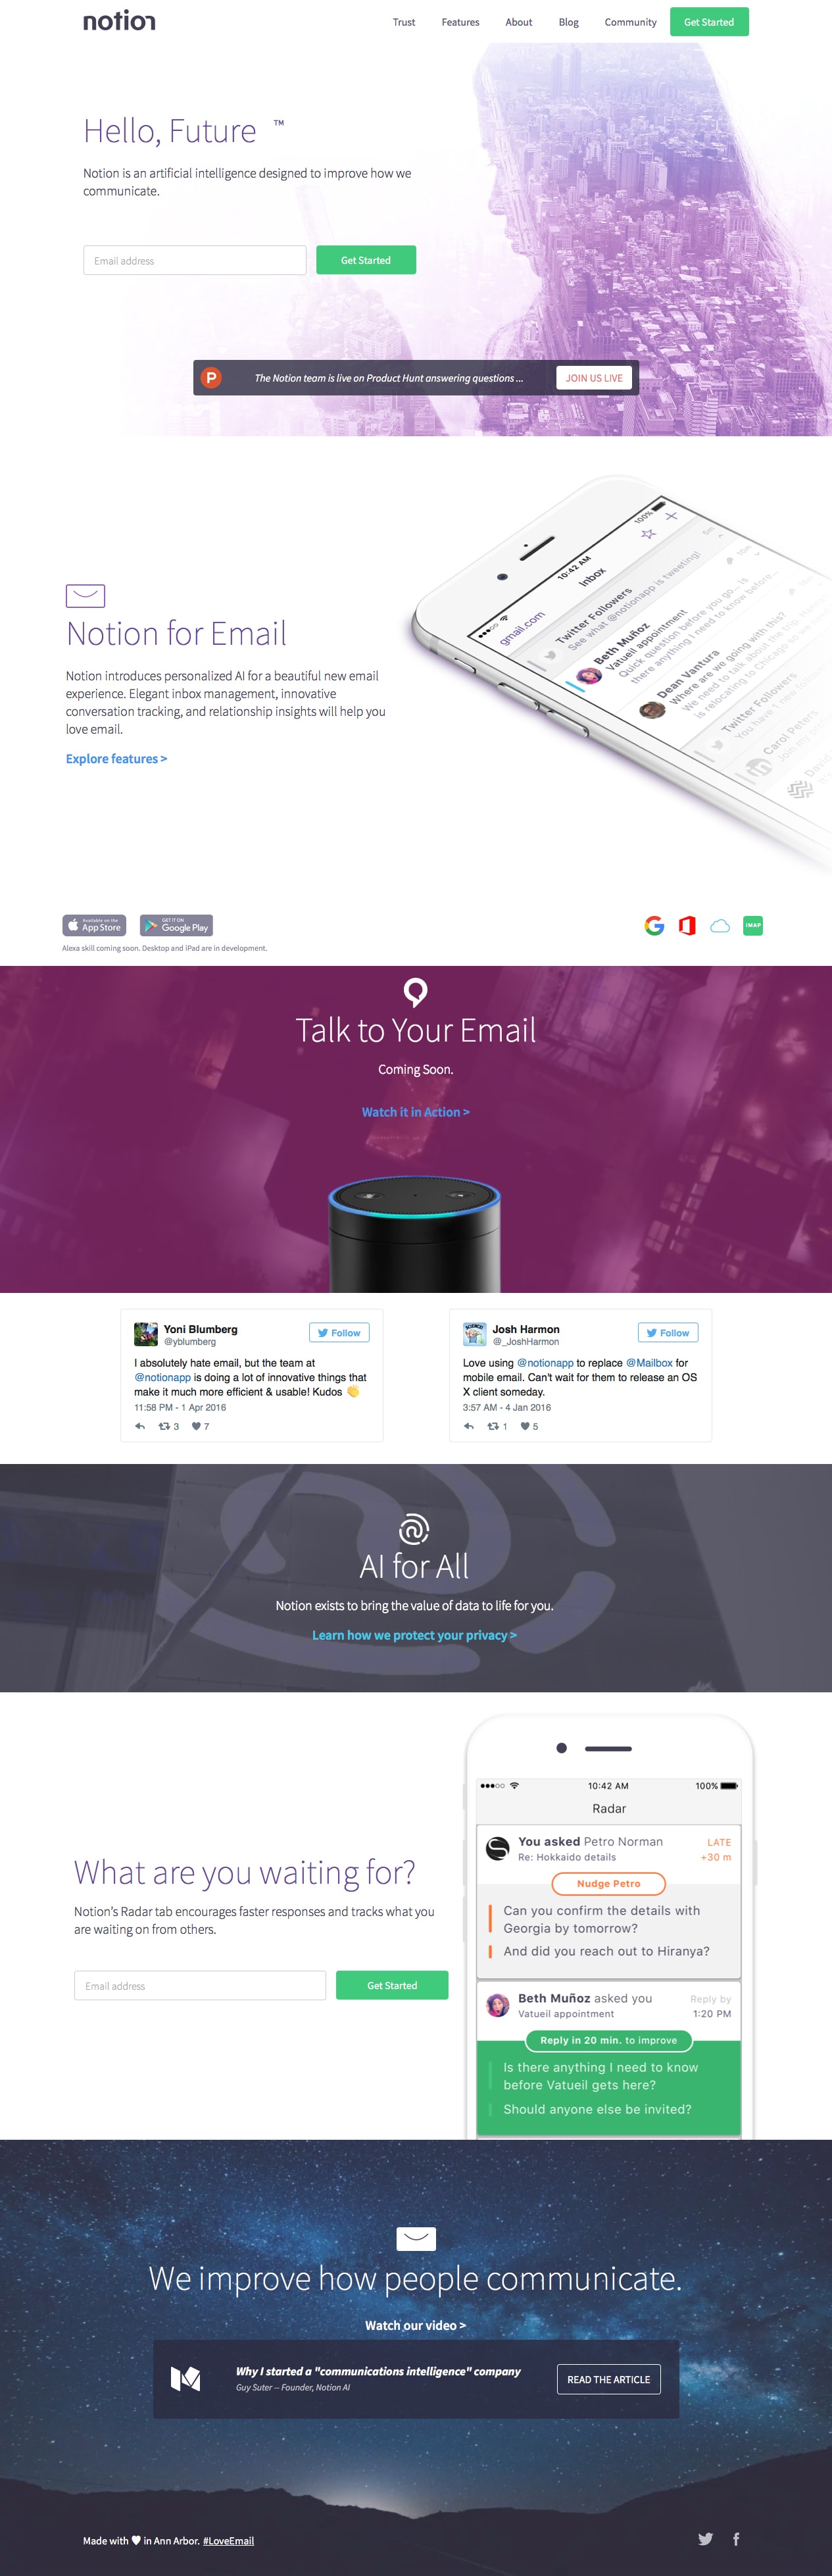 notion
Trust
Features
About
Blog
Community
Get Started
Hello, Future ™
Notion is an artificial intelligence designed to improve how we
communicate.
Email address
Get Started
P
The Notion team is live on Product Hunt answering questions ...
JOIN US LIVE
100%
10:42 AM
Inbox
gmail.com
5m
Twitter Followers
See what @notionapp is tweeting!
10m
Beth Muñoz
Vatueil appointment
Quick question before you go... Is
there anything I need to know before...
Dean Vantura
Where are we going with this?
We need to talk about the trip
is relocating to Chicago so we
Twitter Followers
You have 1 new
Carol Peters
Join my
David
Notion for Email
Notion introduces personalized AI for a beautiful new email
experience. Elegant inbox management, innovative
conversation tracking, and relationship insights will help you
love email.
Explore features >
Available on the
App Store
GET IT ON
Google Play
IMAP
Alexa skill coming soon. Desktop and iPad are in development.
Talk to Your Email
Coming Soon.
Watch it in Action >
Yoni Blumberg
@yblumberg
Follow
I absolutely hate email, but the team at
@notionapp is doing a lot of innovative things that
make it much more efficient & usable! Kudos 👏
11:58 PM - 1 Apr 2016
3
7
SCIENCE!
Josh Harmon
@_JoshHarmon
Follow
Love using @notionapp to replace @Mailbox for
mobile email. Can't wait for them to release an OS
X client someday.
3:57 AM - 4 Jan 2016
1
5
AI for All
Notion exists to bring the value of data to life for you.
Learn how we protect your privacy >
What are you waiting for?
Notion's Radar tab encourages faster responses and tracks what you
are waiting on from others.
Email address
Get Started
10:42 AM
100%
Radar
You asked Petro Norman
LATE
Re: Hokkaido details
+30 m
Nudge Petro
Can you confirm the details with
Georgia by tomorrow?
And did you reach out to Hiranya?
Beth Muñoz asked you
Reply by
Vatueil appointment
1:20 PM
Reply in 20 min. to improve
Is there anything I need to know
before Vatueil gets here?
Should anyone else be invited?
We improve how people communicate.
Watch our video >
Why I started a "communications intelligence" company
Guy Suter -- Founder, Notion AI
READ THE ARTICLE
Made with ♥ in Ann Arbor. #LoveEmail